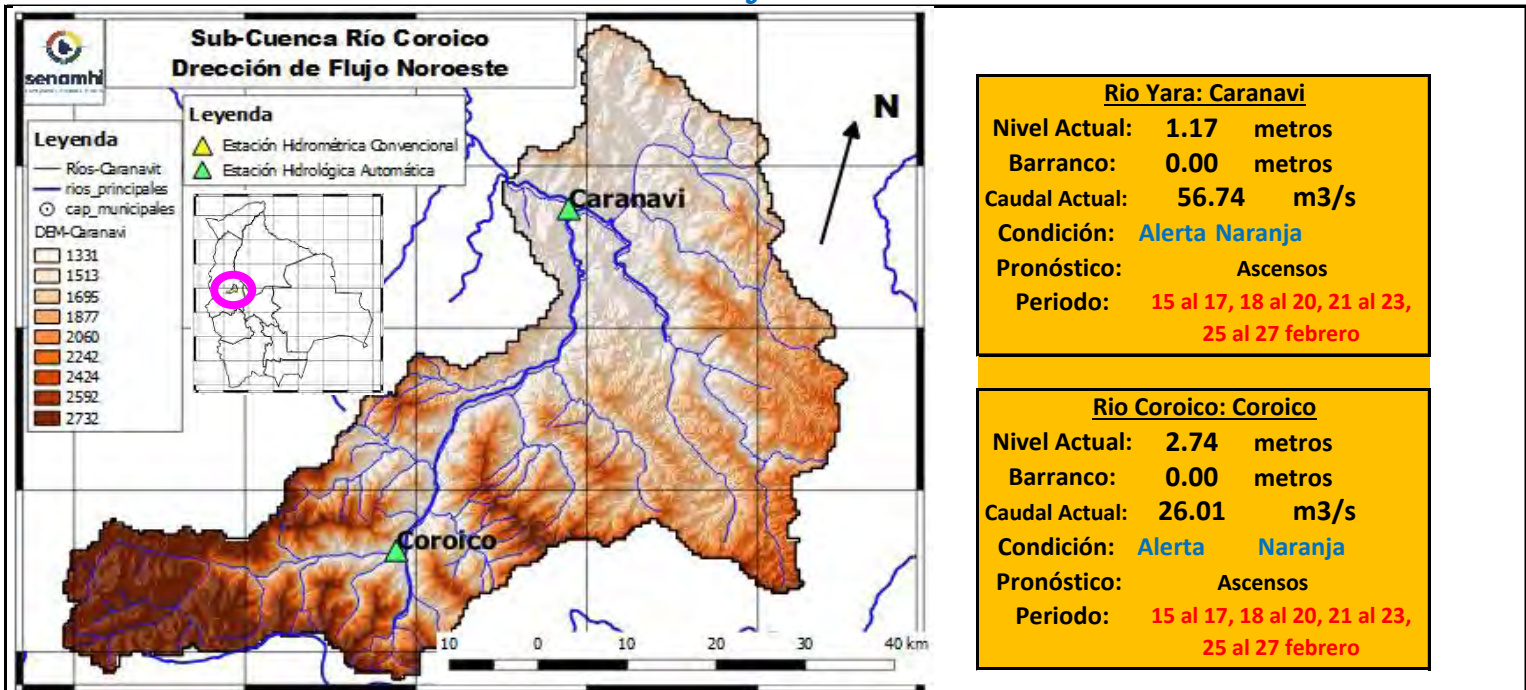 senamhi
Sub-Cuenca Río Coroico
Drección de Flujo Noroeste
Leyenda
Estación Hidrométrica Convencional
Estación Hidrológica Automática
Leyenda
Ríos-Caranavit
rios_principales
cap_municipales
DEM-Caranavi
1331
1513
1695
1877
2060
2242
2424
2592
2732
N
Caranavi
Coroico
10 0 10 20 30 40 km
Rio Yara: Caranavi
Nivel Actual: 1.17 metros
Barranco: 0.00 metros
Caudal Actual: 56.74 m3/s
Condición: Alerta Naranja
Pronóstico: Ascensos
Periodo: 15 al 17, 18 al 20, 21 al 23,
25 al 27 febrero
Rio Coroico: Coroico
Nivel Actual: 2.74 metros
Barranco: 0.00 metros
Caudal Actual: 26.01 m3/s
Condición: Alerta Naranja
Pronóstico: Ascensos
Periodo: 15 al 17, 18 al 20, 21 al 23,
25 al 27 febrero